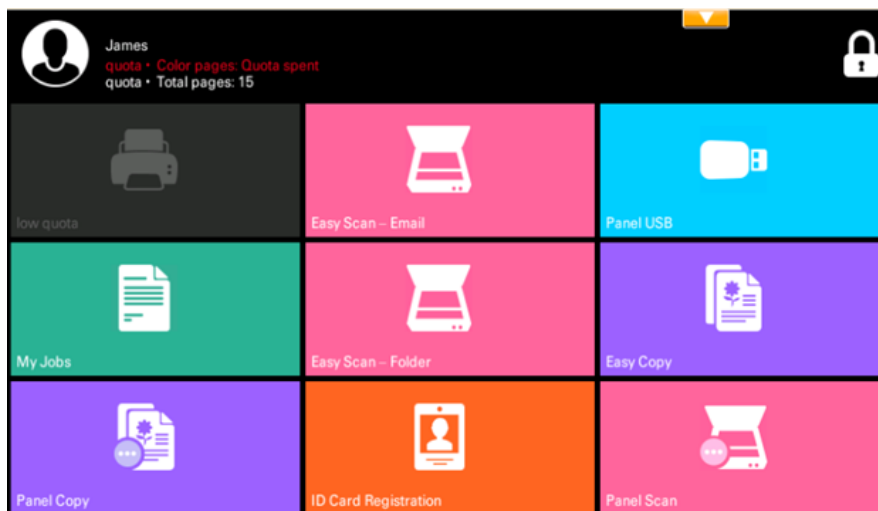 James
quota • Color pages: Quota spent
quota • Total pages: 15
low quota
Easy Scan – Email
Panel USB
My Jobs
Easy Scan – Folder
Easy Copy
Panel Copy
ID Card Registration
Panel Scan